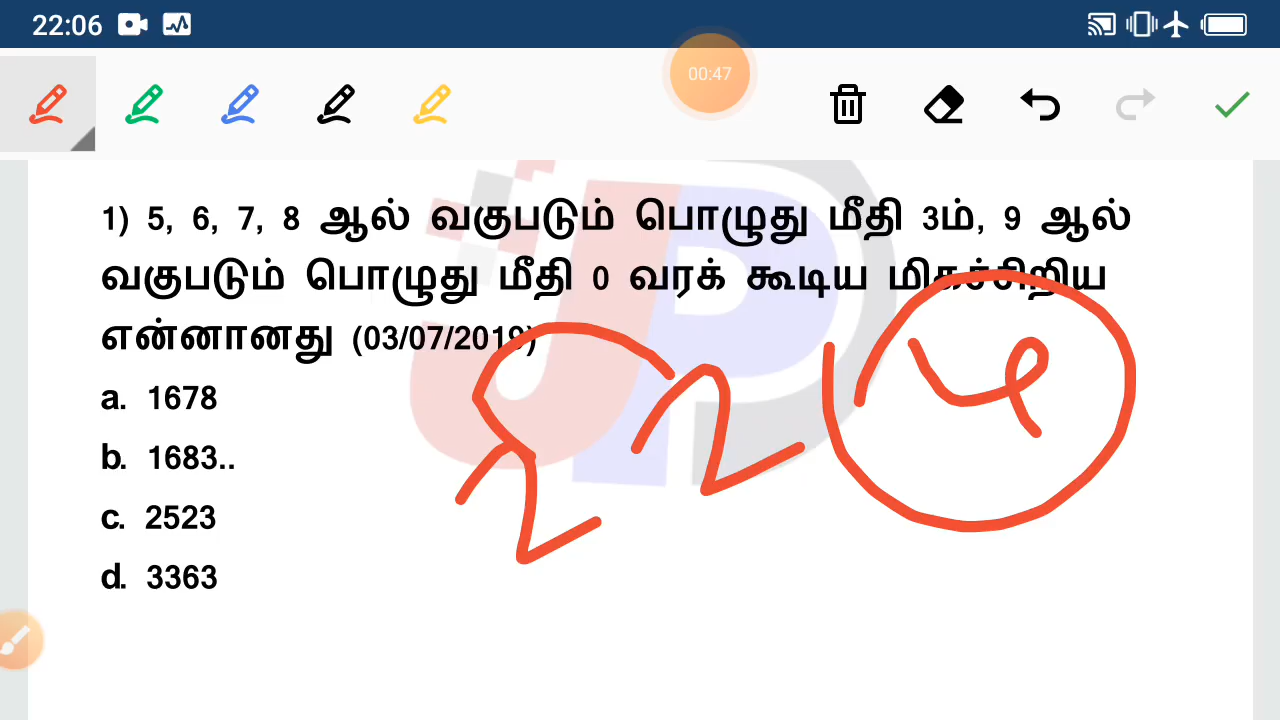 22:06
00:47
1) 5, 6, 7, 8 ஆல் வகுபடும் பொழுது மீதி 3ம், 9 ஆல்
வகுபடும் பொழுது மீதி 0 வரக் கூடிய மிகச்சிறிய
என்னானது (03/07/2019)
a. 1678
b. 1683..
c. 2523
d. 3363